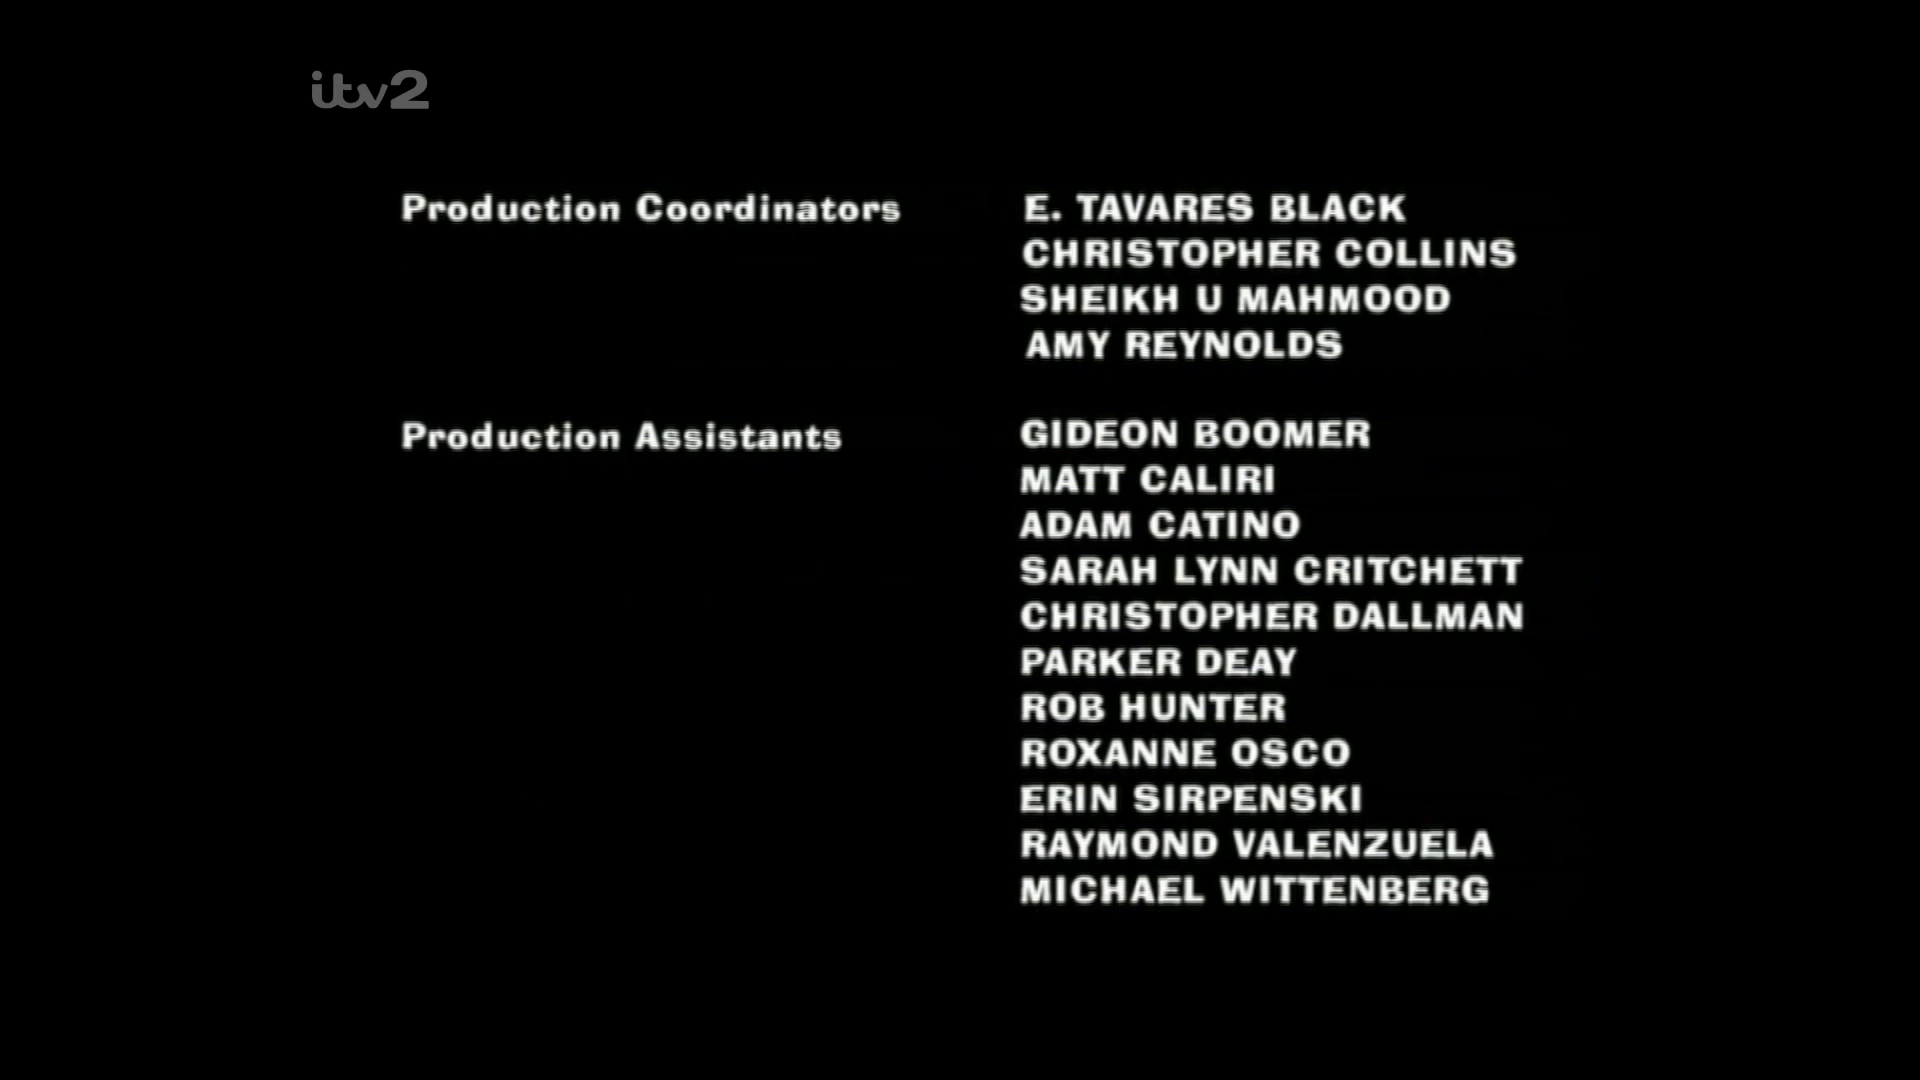 itv2
Production Coordinators E. TAVARES BLACK
CHRISTOPHER COLLINS
SHEIKH U MAHMOOD
AMY REYNOLDS
Production Assistants GIDEON BOOMER
MATT CALIRI
ADAM CATINO
SARAH LYNN CRITCHETT
CHRISTOPHER DALLMAN
PARKER DEAY
ROB HUNTER
ROXANNE OSCO
ERIN SIRPENSKI
RAYMOND VALENZUELA
MICHAEL WITTENBERG